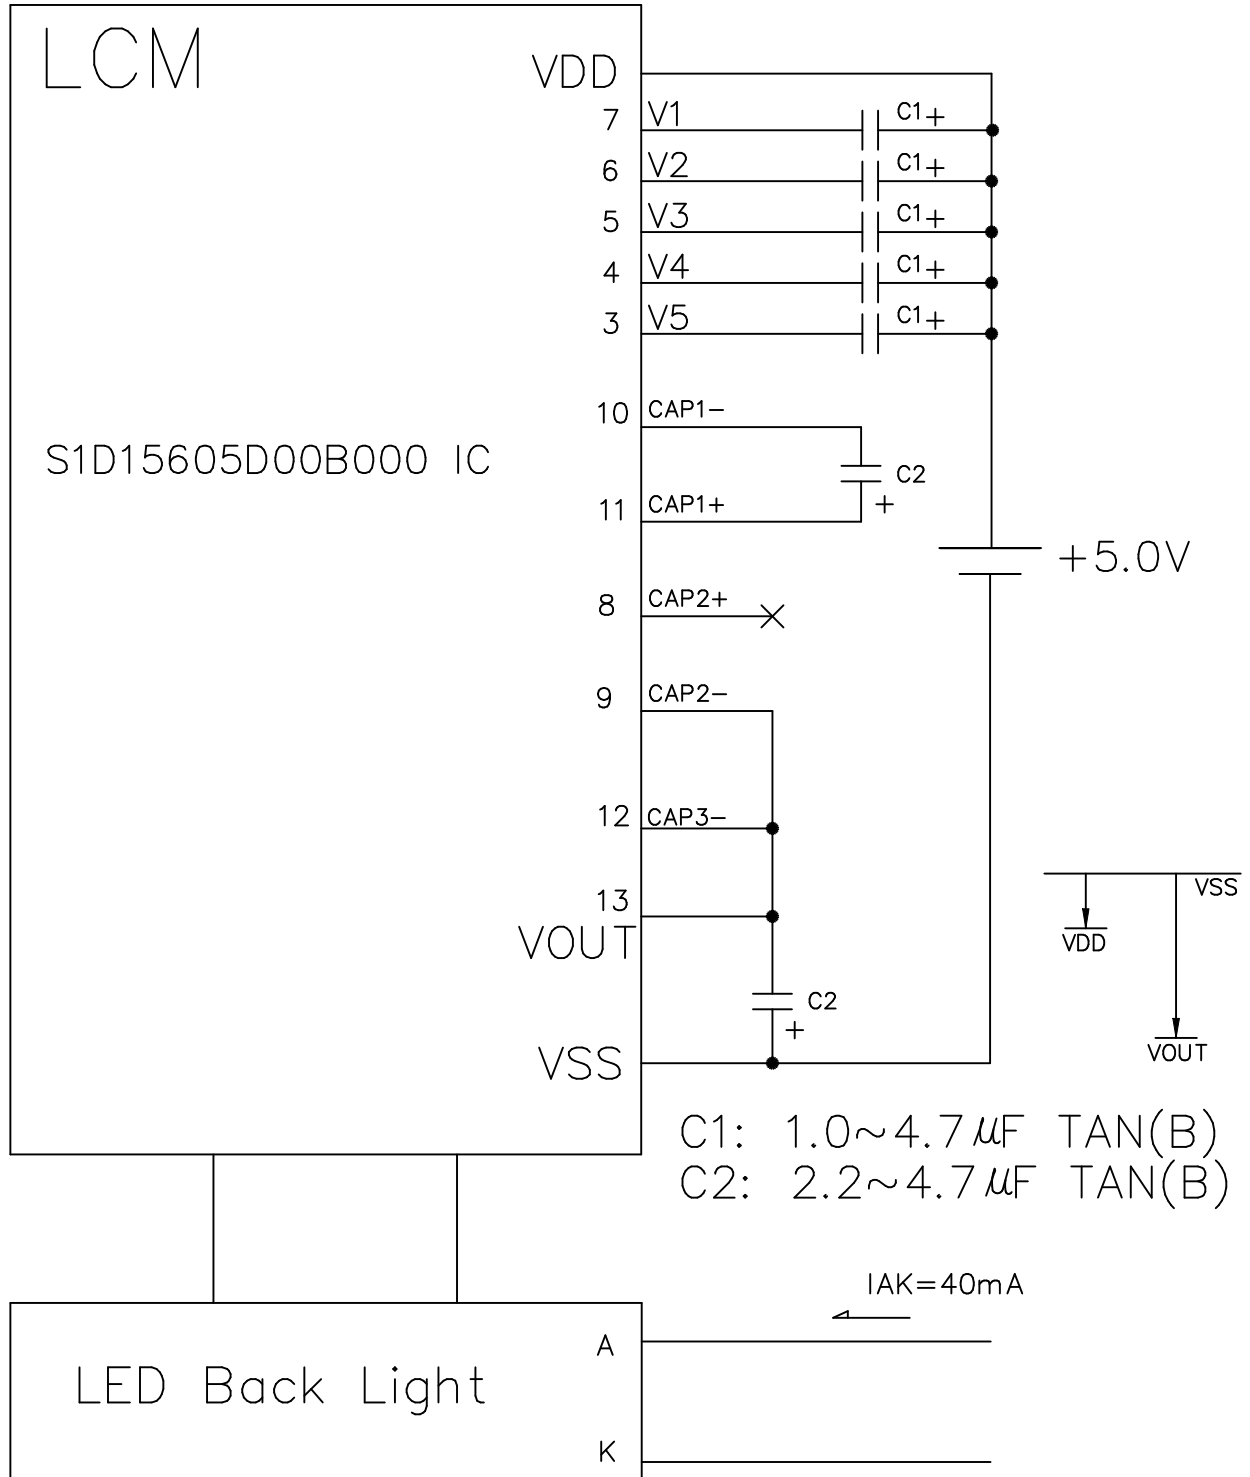 LCM
VDD
7 V1 C1+
6 V2 C1+
5 V3 C1+
4 V4 C1+
3 V5 C1+
10 CAP1-
S1D15605D00B000 IC
C2
+
11 CAP1+
+5.0V
8 CAP2+
9 CAP2-
12 CAP3-
13
VOUT
VSS
VDD
C2
+
VOUT
VSS
C1: 1.0~4.7µF TAN(B)
C2: 2.2~4.7µF TAN(B)
IAK=40mA
A
LED Back Light
K